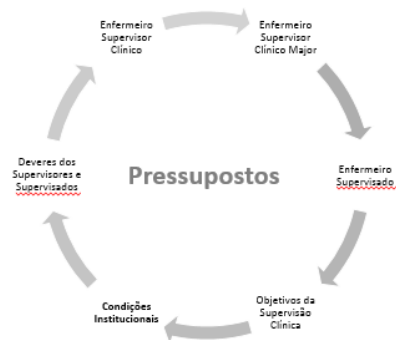 Enfermeiro
Supervisor
Clínico
Enfermeiro
Supervisor
Clínico Major
Enfermeiro
Supervisado
Objetivos da
Supervisão
Clínica
Condições
Institucionais
Deveres dos
Supervisores e
Supervisados
Pressupostos